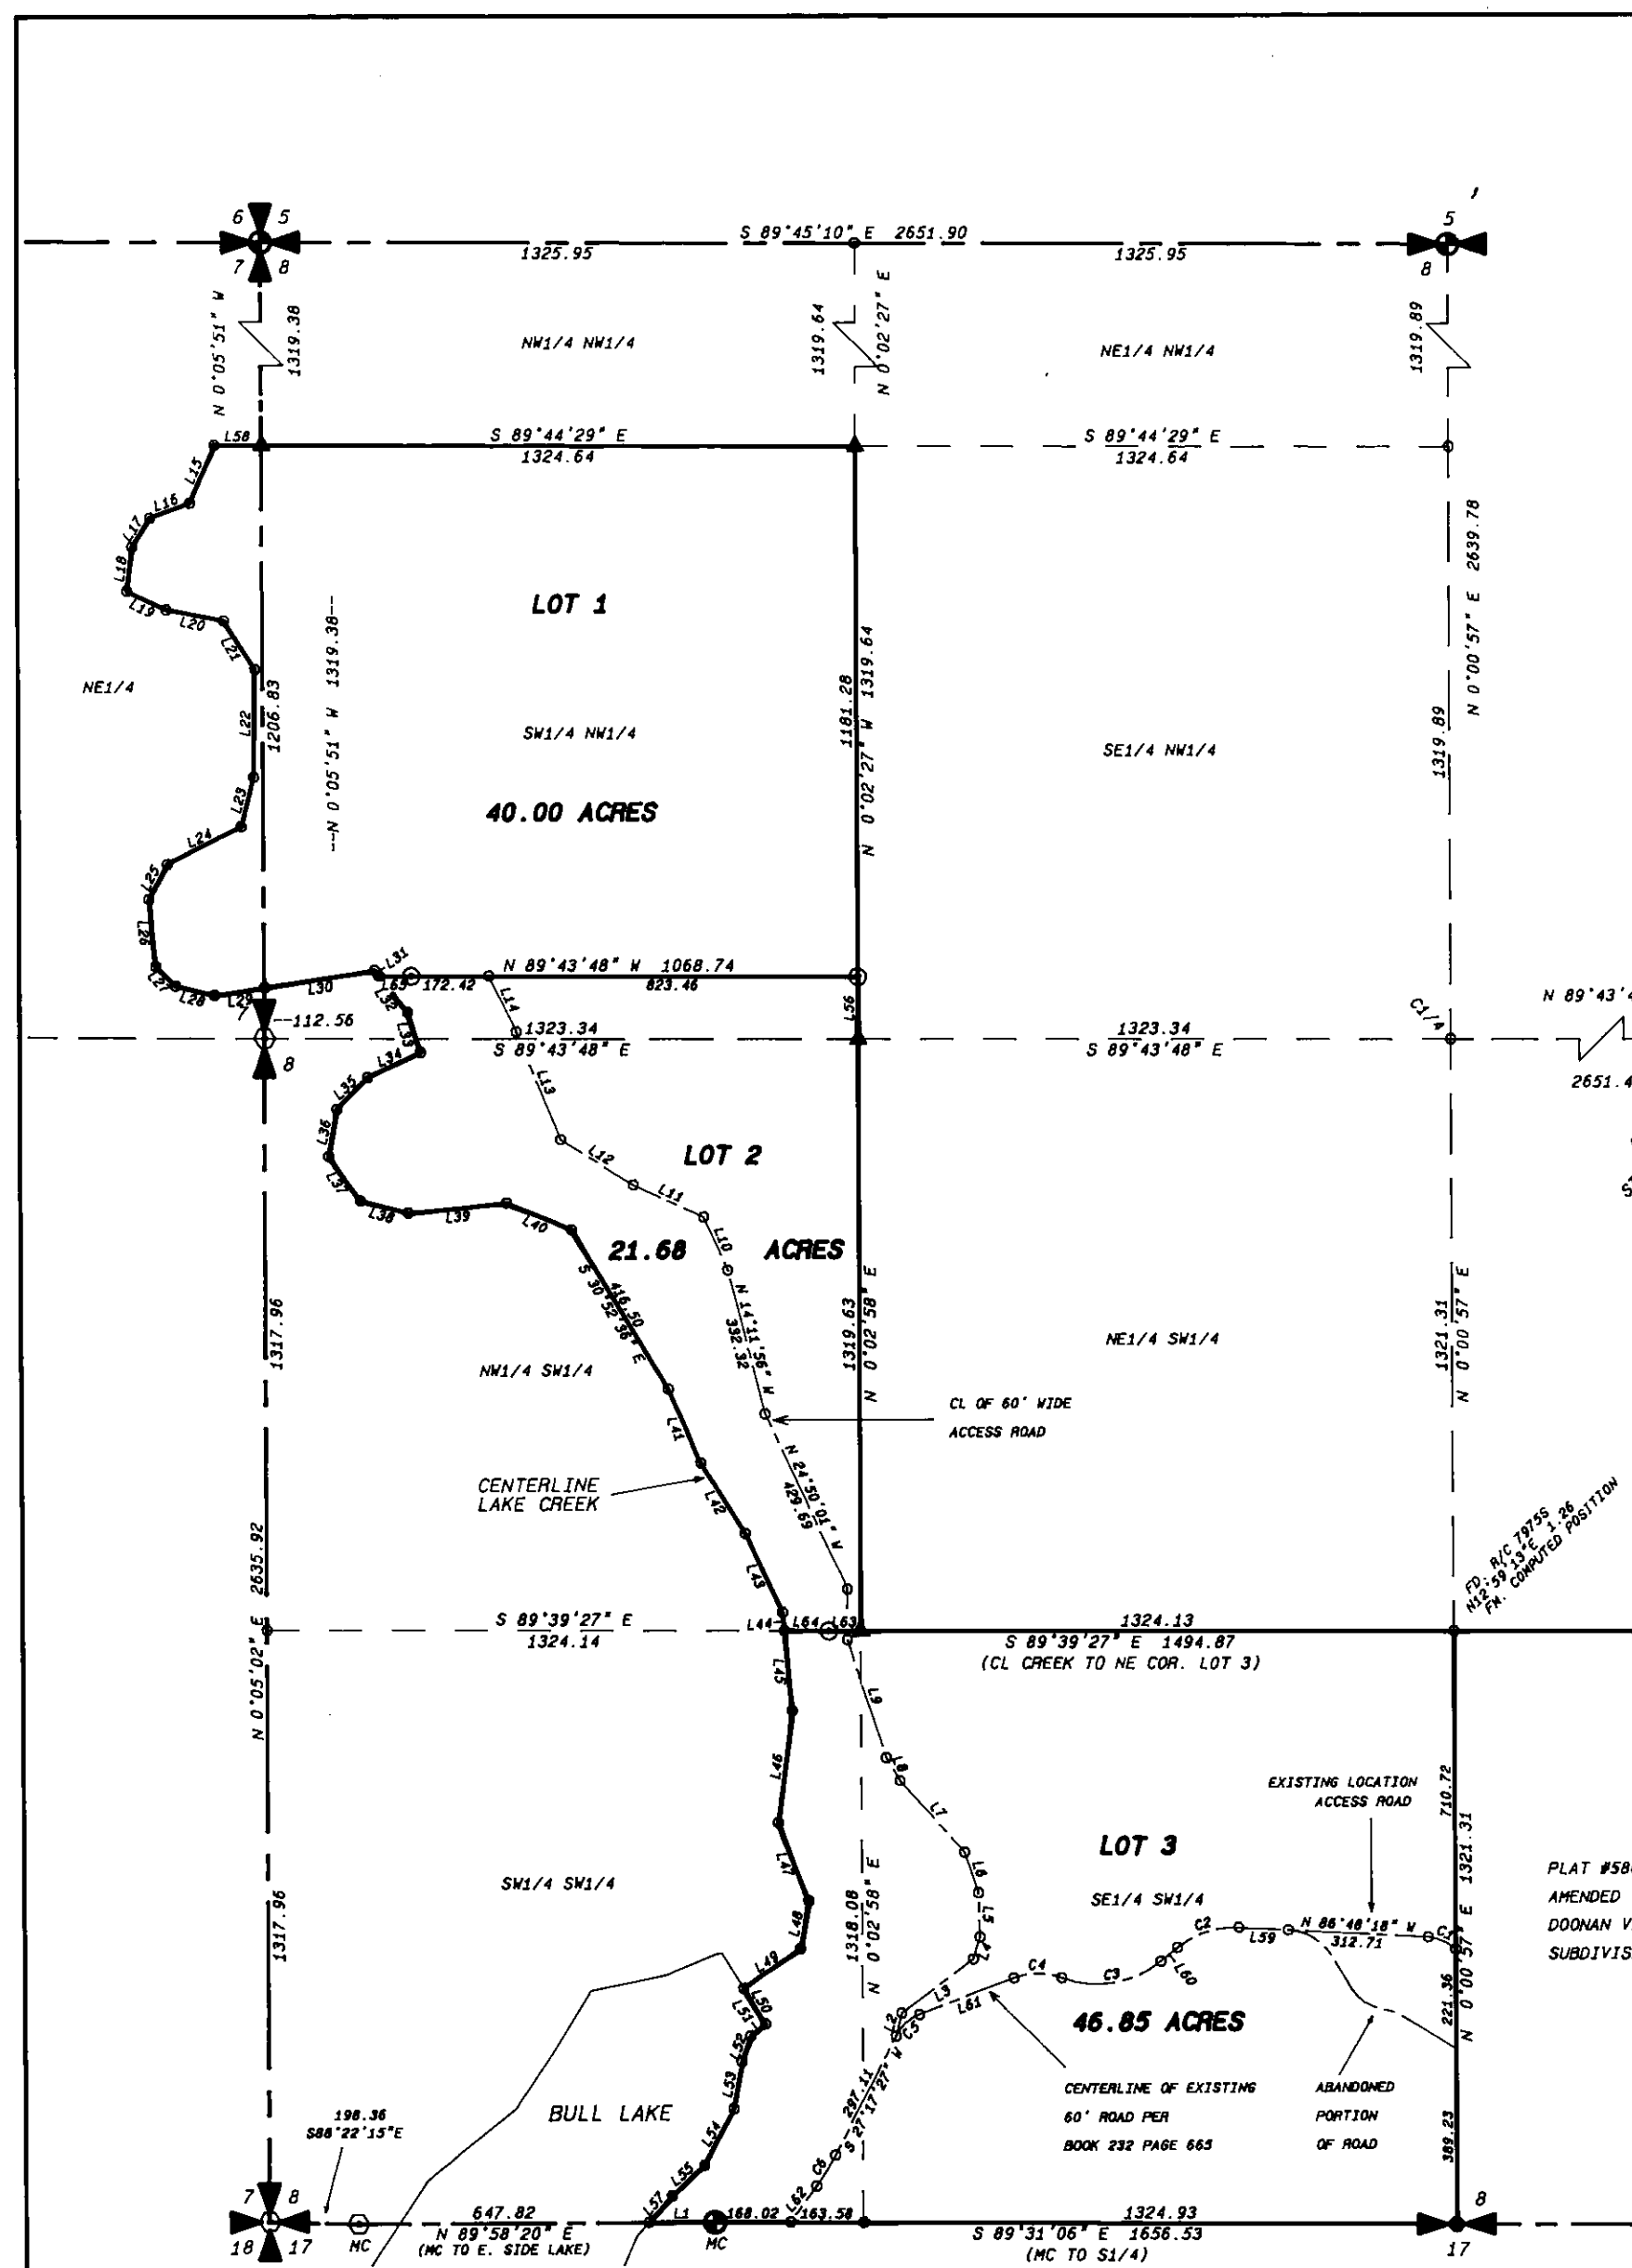 6 5
5
S 89°45'10" E 2651.90
1325.95
1325.95
7 8
8
N 0°05'51" W
1319.38
1319.64
N 0°02'27" E
1319.89
NW1/4 NW1/4
NE1/4 NW1/4
L58
S 89°44'29" E
1324.64
S 89°44'29" E
1324.64
L15
L16
L17
L18
L19
L20
L21
L22
L23
L24
L25
L26
L27
L28
L29
L30
L31
L65
L32
L33
L34
L35
L36
L37
L38
L39
L40
NE1/4
1206.83
---N 0°05'51" W 1319.38---
LOT 1
SW1/4 NW1/4
40.00 ACRES
1181.28
N 0°02'27" W 1319.64
SE1/4 NW1/4
1319.89
N 0°00'57" E 2639.78
N 89°43'48" W 1068.74
172.42
823.46
L14
L56
7
--112.56
8
1323.34
S 89°43'48" E
1323.34
S 89°43'48" E
C1/4
N 89°43'4
2651.4
S
L13
L12
L11
L10
LOT 2
21.68 ACRES
416.50
S 30°52'36" E
N 14°11'56" W
332.32
1317.96
1319.63
N 0°02'58" E
NE1/4 SW1/4
1321.31
N 0°00'57" E
NW1/4 SW1/4
CL OF 60' WIDE
ACCESS ROAD
L41
L42
L43
CENTERLINE
LAKE CREEK
N 24°50'01" W
429.69
FD. R/C 7975S
N12°59'13"E 1.26
FM. COMPUTED POSITION
N 0°05'02" E 2635.92
S 89°39'27" E
1324.14
L44
L64
L63
1324.13
S 89°39'27" E 1494.87
(CL CREEK TO NE COR. LOT 3)
L45
L46
L47
L48
L49
L50
L51
L52
L53
L54
L55
L57
L9
L8
L7
L6
L5
L4
L3
L2
C5
L61
C4
C3
L60
C2
L59
N 86°48'18" W
312.71
C1
EXISTING LOCATION
ACCESS ROAD
LOT 3
SE1/4 SW1/4
46.85 ACRES
710.72
221.36
N 0°00'57" E 1321.31
389.23
PLAT #58
AMENDED
DOONAN V
SUBDIVIS
SW1/4 SW1/4
1317.96
1318.08
N 0°02'58" E
BULL LAKE
297.11
S 27°17'27" W
C6
L62
CENTERLINE OF EXISTING
60' ROAD PER
BOOK 232 PAGE 665
ABANDONED
PORTION
OF ROAD
198.36
S88°22'15"E
7 8
18 17
MC
647.82
N 89°58'20" E
(MC TO E. SIDE LAKE)
L1
MC
168.02
163.58
1324.93
S 89°31'06" E 1656.53
(MC TO S1/4)
8
17